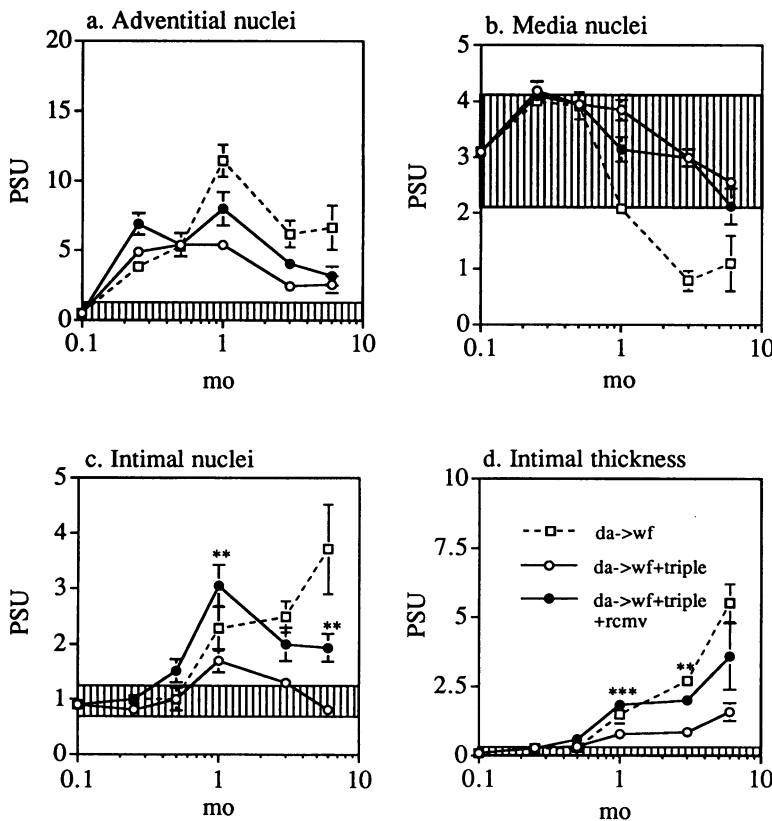 a. Adventitial nuclei
20
15
10
5
0
PSU
0.1
1
10
mo
b. Media nuclei
5
4
3
2
1
0
PSU
0.1
1
10
mo
c. Intimal nuclei
5
4
3
2
1
0
PSU
**
**
0.1
1
10
mo
d. Intimal thickness
10
7.5
5
2.5
0
PSU
da->wf
da->wf+triple
da->wf+triple
+rcmv
***
**
0.1
1
10
mo